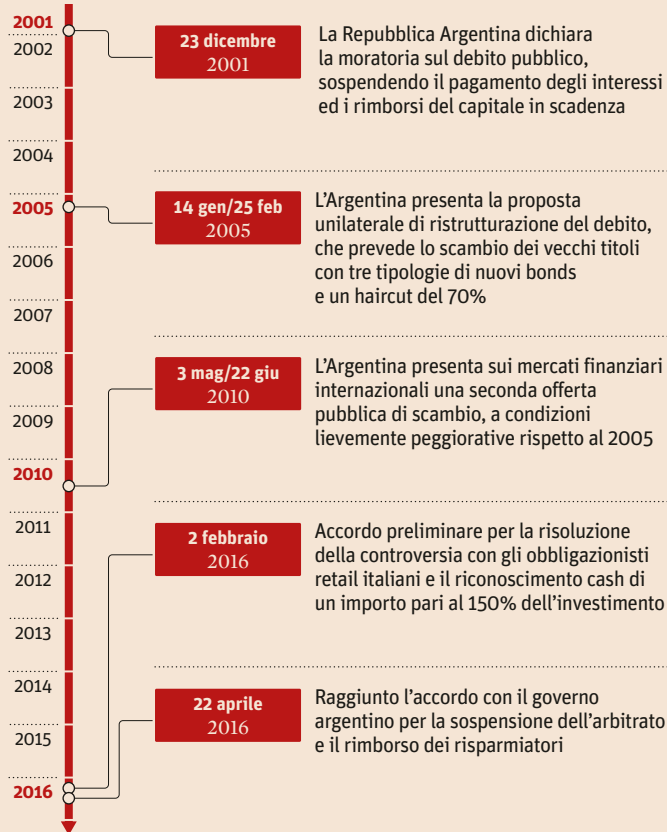 2001
2002
2003
2004
2005
2006
2007
2008
2009
2010
2011
2012
2013
2014
2015
2016
23 dicembre
2001
La Repubblica Argentina dichiara
la moratoria sul debito pubblico,
sospendendo il pagamento degli interessi
ed i rimborsi del capitale in scadenza
14 gen/25 feb
2005
L'Argentina presenta la proposta
unilaterale di ristrutturazione del debito,
che prevede lo scambio dei vecchi titoli
con tre tipologie di nuovi bonds
e un haircut del 70%
3 mag/22 giu
2010
L'Argentina presenta sui mercati finanziari
internazionali una seconda offerta
pubblica di scambio, a condizioni
lievemente peggiorative rispetto al 2005
2 febbraio
2016
Accordo preliminare per la risoluzione
della controversia con gli obbligazionisti
retail italiani e il riconoscimento cash di
un importo pari al 150% dell'investimento
22 aprile
2016
Raggiunto l'accordo con il governo
argentino per la sospensione dell'arbitrato
e il rimborso dei risparmiatori